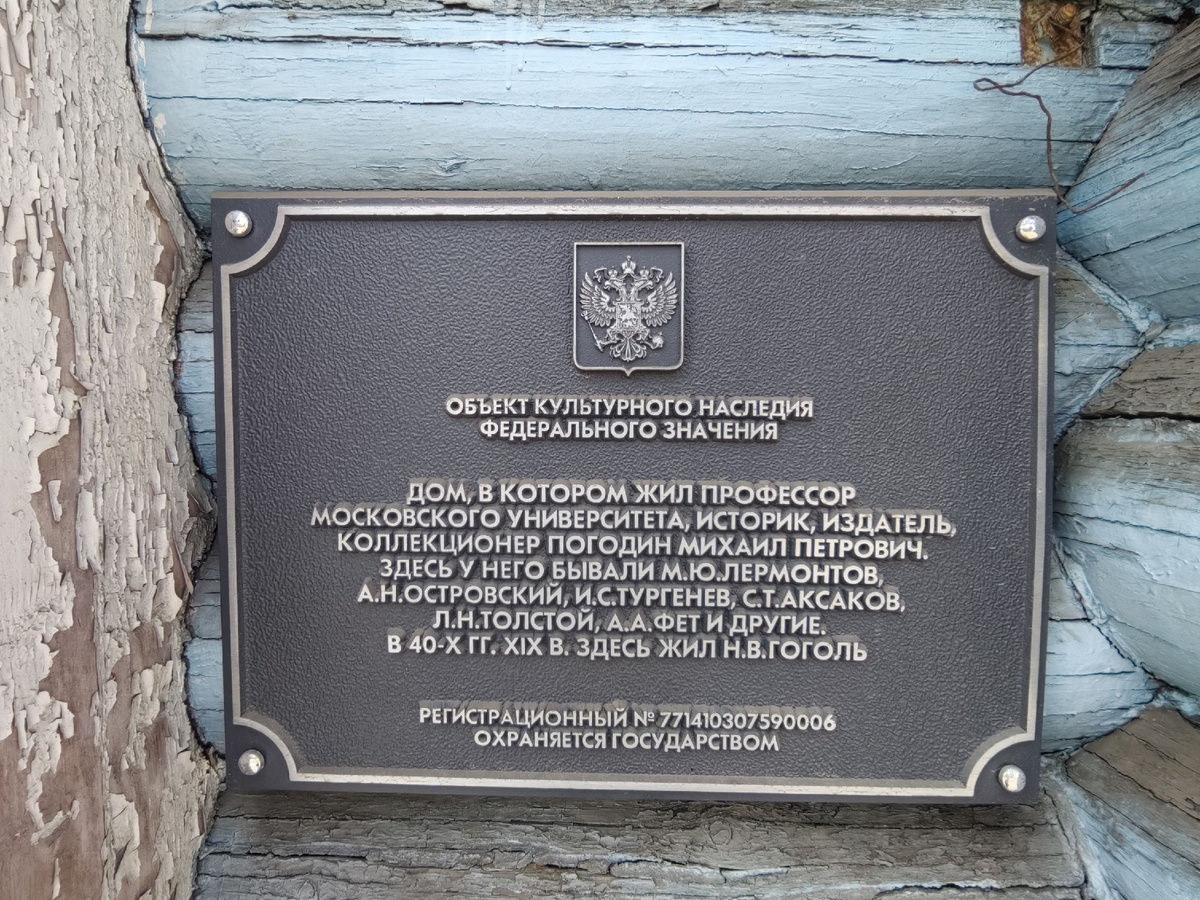 ОБЪЕКТ КУЛЬТУРНОГО НАСЛЕДИЯ
ФЕДЕРАЛЬНОГО ЗНАЧЕНИЯ
ДОМ, В КОТОРОМ ЖИЛ ПРОФЕССОР
МОСКОВСКОГО УНИВЕРСИТЕТА, ИСТОРИК, ИЗДАТЕЛЬ,
КОЛЛЕКЦИОНЕР ПОГОДИН МИХАИЛ ПЕТРОВИЧ.
ЗДЕСЬ У НЕГО БЫВАЛИ М.Ю.ЛЕРМОНТОВ,
А.Н.ОСТРОВСКИЙ, И.С.ТУРГЕНЕВ, С.Т.АКСАКОВ,
Л.Н.ТОЛСТОЙ, А.А.ФЕТ И ДРУГИЕ.
В 40-Х ГГ. XIX В. ЗДЕСЬ ЖИЛ Н.В.ГОГОЛЬ
РЕГИСТРАЦИОННЫЙ № 771410307590006
ОХРАНЯЕТСЯ ГОСУДАРСТВОМ